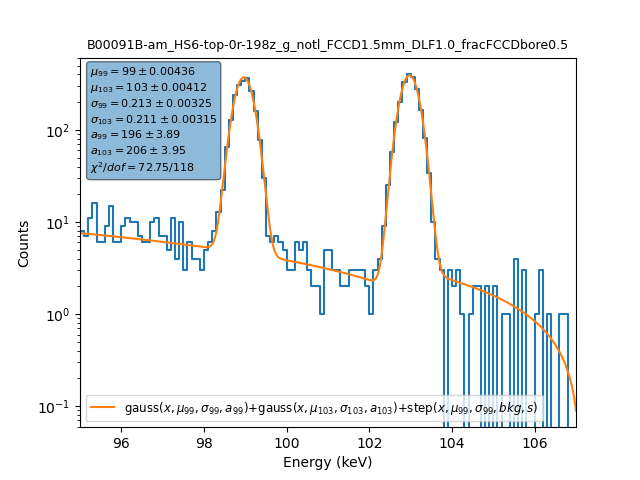 B00091B-am_HS6-top-0r-198z_g_notl_FCCD1.5mm_DLF1.0_fracFCCDbore0.5
μ₉₉ = 99 ± 0.00436
μ₁₀₃ = 103 ± 0.00412
σ₉₉ = 0.213 ± 0.00325
σ₁₀₃ = 0.211 ± 0.00315
a₉₉ = 196 ± 3.89
a₁₀₃ = 206 ± 3.95
χ²/dof = 72.75/118
10²
10¹
10⁰
10⁻¹
Counts
gauss(x, μ₉₉, σ₉₉, a₉₉)+gauss(x, μ₁₀₃, σ₁₀₃, a₁₀₃)+step(x, μ₉₉, σ₉₉, bkg, s)
96 98 100 102 104 106
Energy (keV)